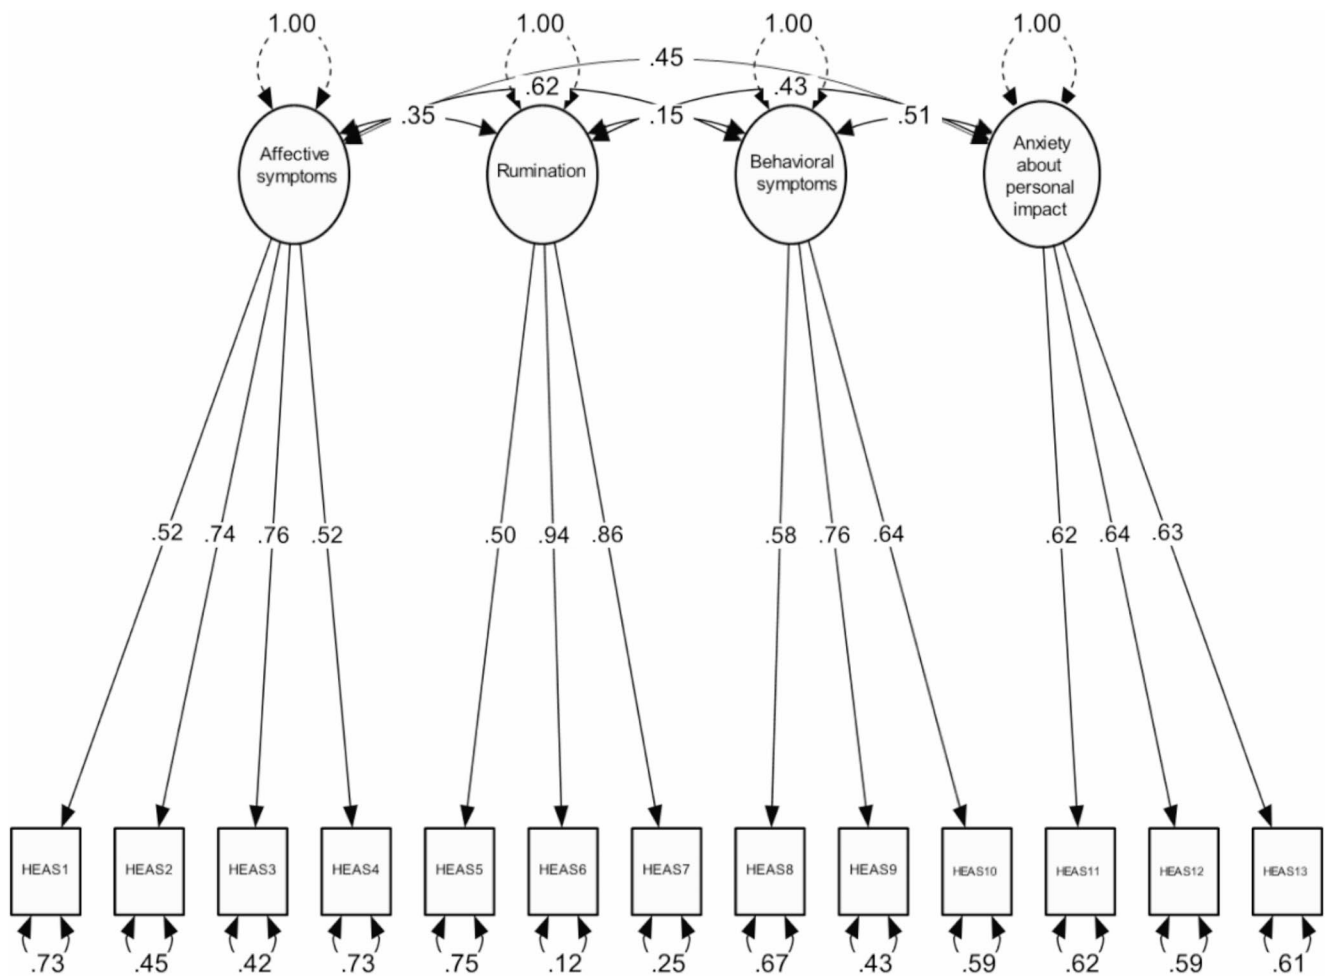 1.00 1.00 1.00 1.00
.45
.62 .43
.35 .15 .51
Affective
symptoms
Rumination
Behavioral
symptoms
Anxiety
about
personal
impact
.52 .74 .76 .52 .50 .94 .86 .58 .76 .64 .62 .64 .63
HEAS1 HEAS2 HEAS3 HEAS4 HEAS5 HEAS6 HEAS7 HEAS8 HEAS9 HEAS10 HEAS11 HEAS12 HEAS13
.73 .45 .42 .73 .75 .12 .25 .67 .43 .59 .62 .59 .61